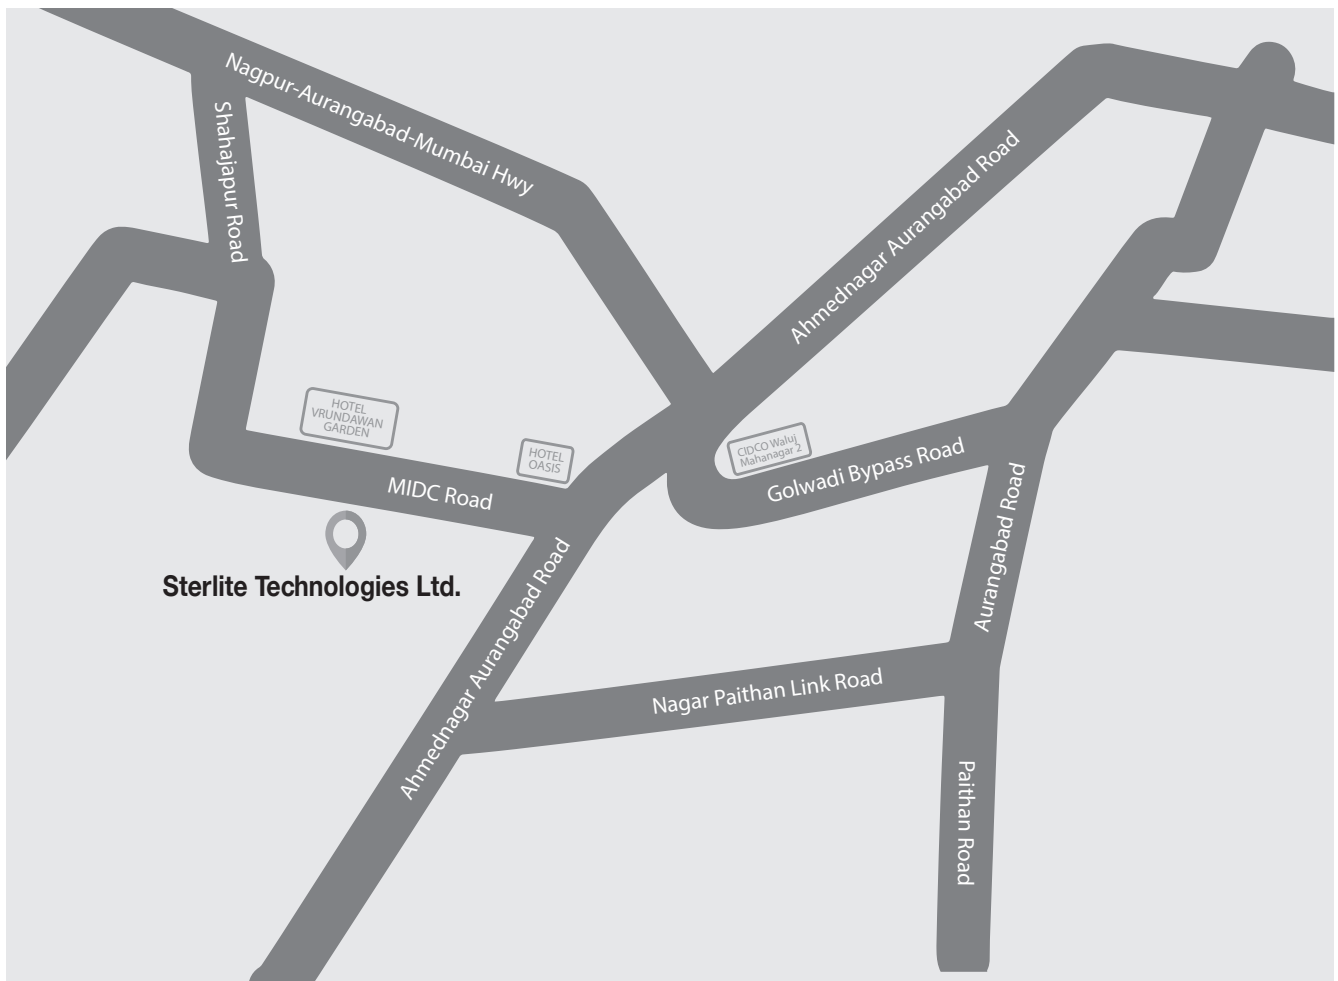 Nagpur-Aurangabad-Mumbai Hwy
Shahajapur Road
Ahmednagar Aurangabad Road
HOTEL
VRUNDAWAN
GARDEN
HOTEL
OASIS
CIDCO Waluj
Mahanagar 2
MIDC Road
Golwadi Bypass Road
Aurangabad Road
Sterlite Technologies Ltd.
Ahmednagar Aurangabad Road
Nagar Paithan Link Road
Paithan Road